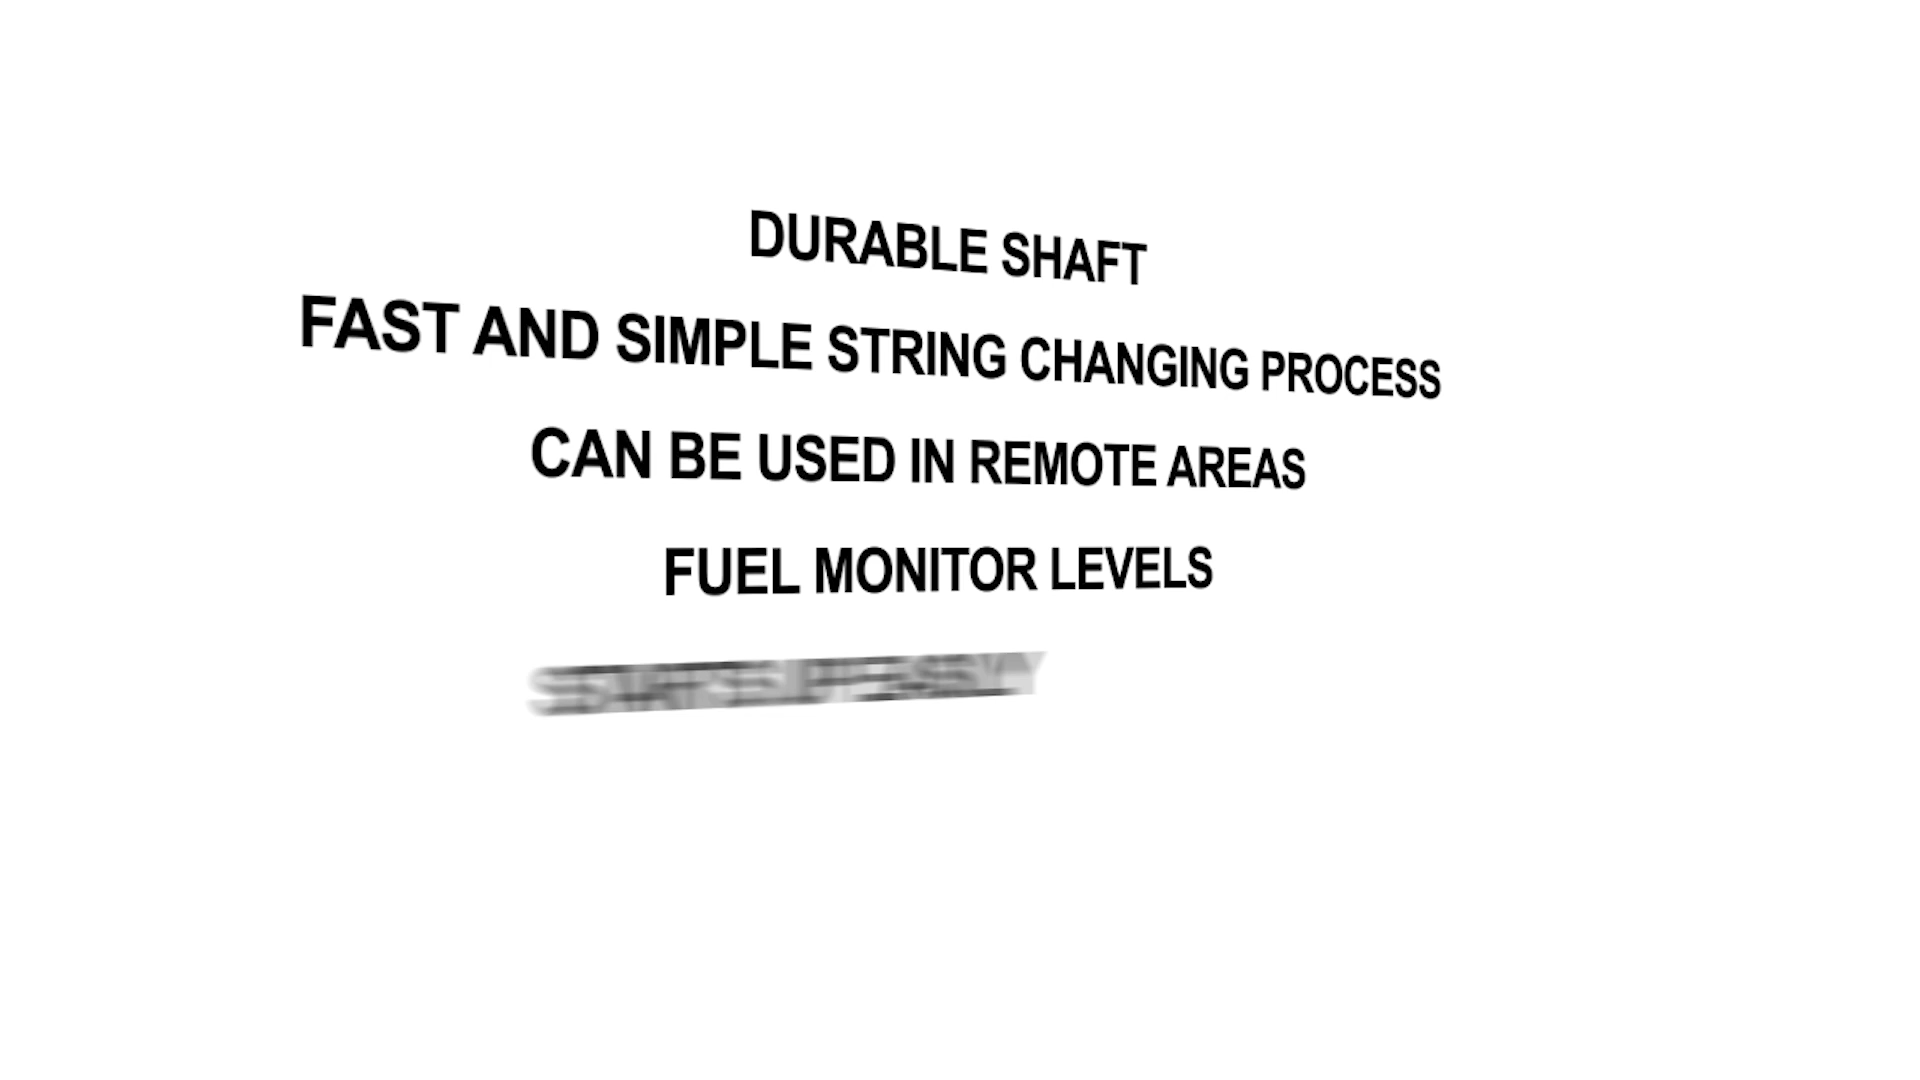 DURABLE SHAFT
FAST AND SIMPLE STRING CHANGING PROCESS
CAN BE USED IN REMOTE AREAS
FUEL MONITOR LEVELS